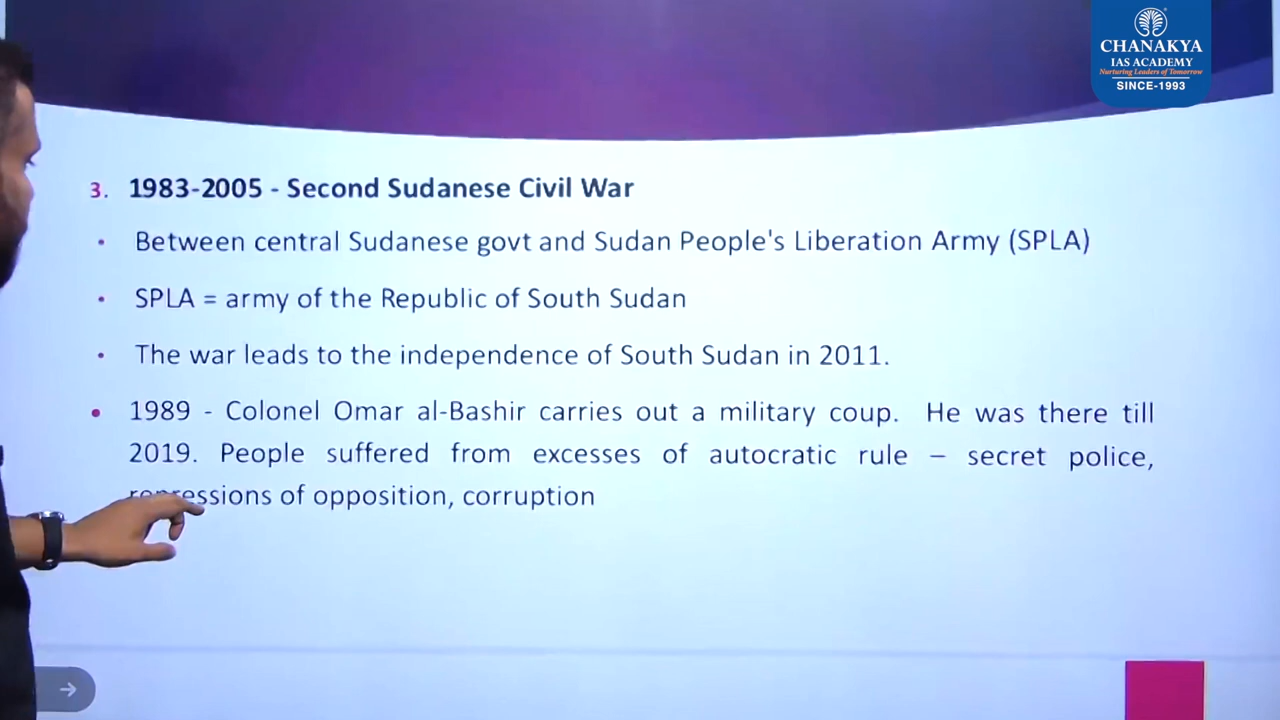 CHANAKYA
IAS ACADEMY
Nurturing Leaders of Tomorrow
SINCE-1993
3. 1983-2005 - Second Sudanese Civil War
• Between central Sudanese govt and Sudan People's Liberation Army (SPLA)
• SPLA = army of the Republic of South Sudan
• The war leads to the independence of South Sudan in 2011.
• 1989 - Colonel Omar al-Bashir carries out a military coup. He was there till
2019. People suffered from excesses of autocratic rule – secret police,
repressions of opposition, corruption